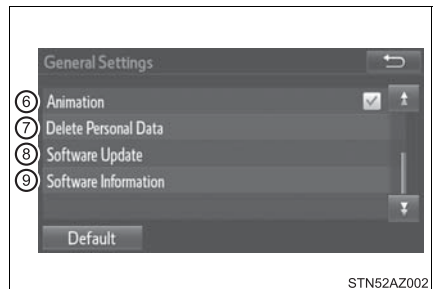 General Settings
⑥ Animation
⑦ Delete Personal Data
⑧ Software Update
⑨ Software Information
Default
STN52AZ002